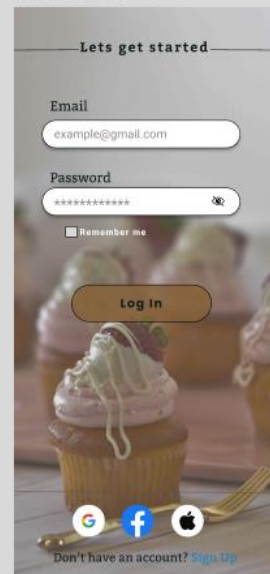 Lets get started
Email
example@gmail.com
Password
************
Remember me
Log In
Don't have an account? Sign Up